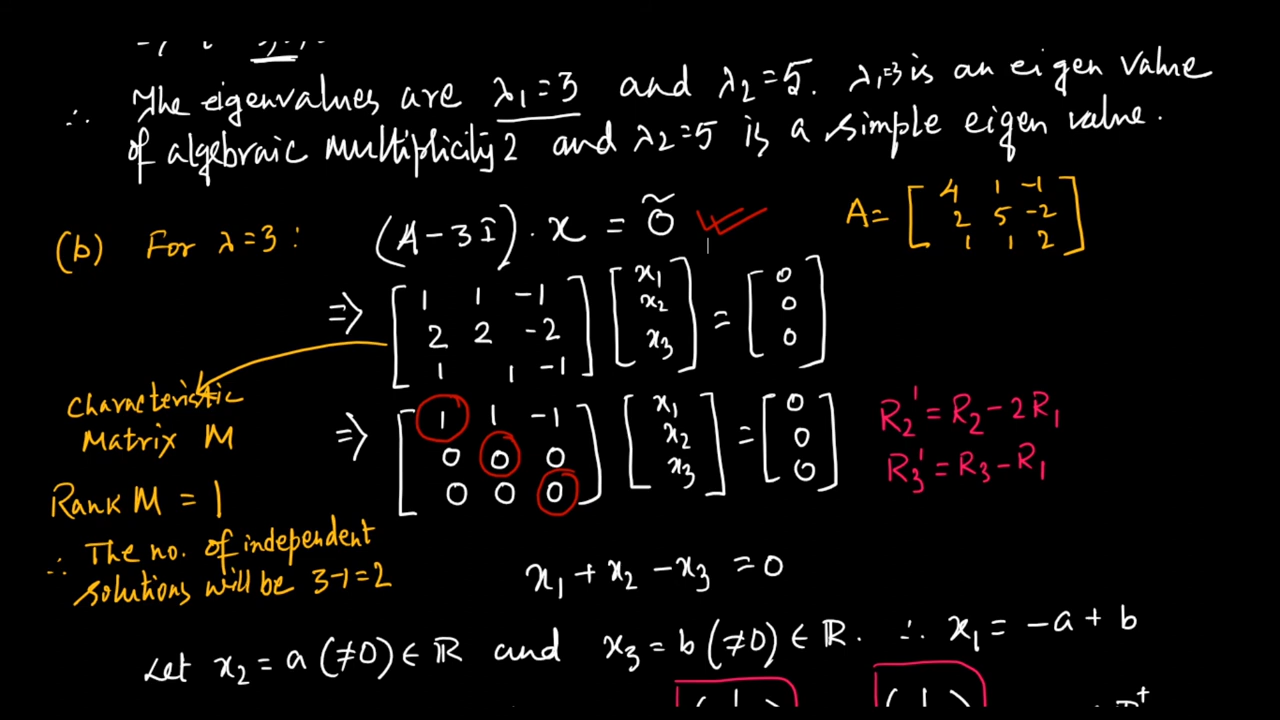 ∴ The eigenvalues are λ₁=3 and λ₂=5. λ₁=3 is an eigen value
of algebraic multiplicity 2 and λ₂=5 is a simple eigen value.
(b) For λ=3: (A-3I).x = 0̃
A= [4 1 -1
2 5 -2
1 1 2]
⇒ [1 1 -1
2 2 -2
1 1 -1] [x₁
x₂
x₃] = [0
0
0]
Characteristic
Matrix M
⇒ [1 1 -1
0 0 0
0 0 0] [x₁
x₂
x₃] = [0
0
0]
R₂' = R₂-2R₁
R₃' = R₃-R₁
Rank M = 1
∴ The no. of independent
solutions will be 3-1=2
x₁ + x₂ - x₃ = 0
Let x₂ = a (≠0) ∈ ℝ and x₃ = b (≠0) ∈ ℝ. ∴ x₁ = -a + b